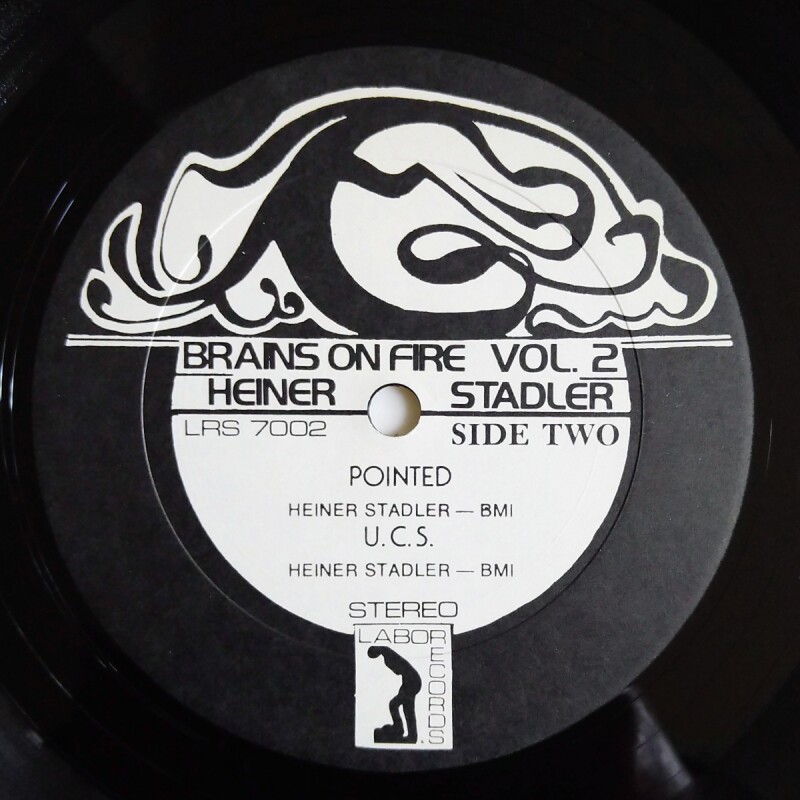 BRAINS ON FIRE VOL. 2
HEINER STADLER
LRS 7002 SIDE TWO
POINTED
HEINER STADLER — BMI
U.C.S.
HEINER STADLER — BMI
STEREO
LABOR
RECORDS